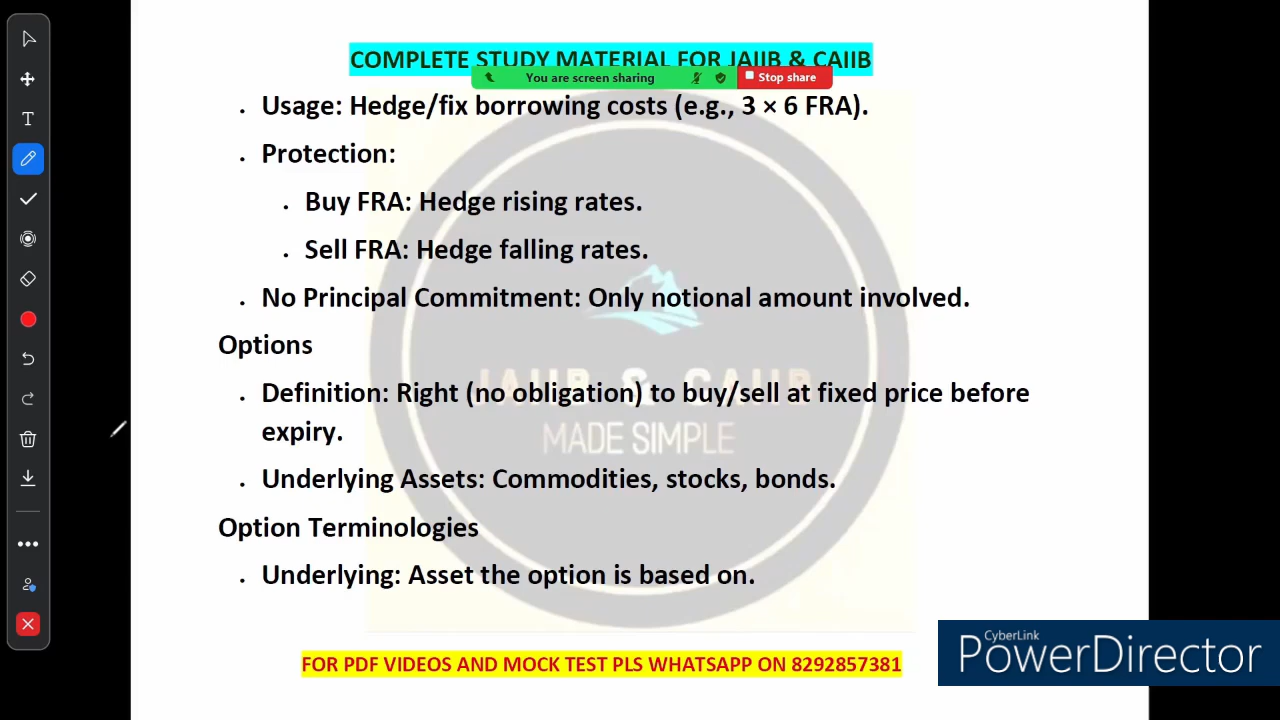 COMPLETE STUDY MATERIAL FOR JAIIB & CAIIB
You are screen sharing
Stop share
• Usage: Hedge/fix borrowing costs (e.g., 3 × 6 FRA).
• Protection:
• Buy FRA: Hedge rising rates.
• Sell FRA: Hedge falling rates.
• No Principal Commitment: Only notional amount involved.
Options
• Definition: Right (no obligation) to buy/sell at fixed price before
expiry.
JAIIB & CAIIB
MADE SIMPLE
• Underlying Assets: Commodities, stocks, bonds.
Option Terminologies
• Underlying: Asset the option is based on.
FOR PDF VIDEOS AND MOCK TEST PLS WHATSAPP ON 8292857381
CyberLink
PowerDirector
T